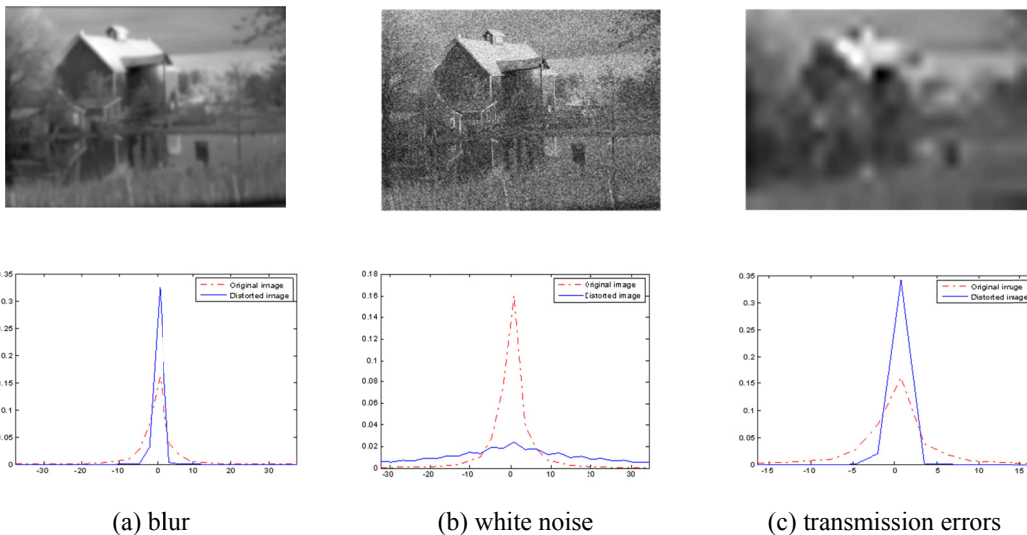 0.35
0.3
0.25
0.2
0.15
0.1
0.05
0
-30 -20 -10 0 10 20 30
Original image
Distorted image
0.18
0.16
0.14
0.12
0.1
0.08
0.06
0.04
0.02
0
-30 -20 -10 0 10 20 30
Original image
Distorted image
0.35
0.3
0.25
0.2
0.15
0.1
0.05
0
-15 -10 -5 0 5 10 15
Original image
Distorted image
(a) blur
(b) white noise
(c) transmission errors